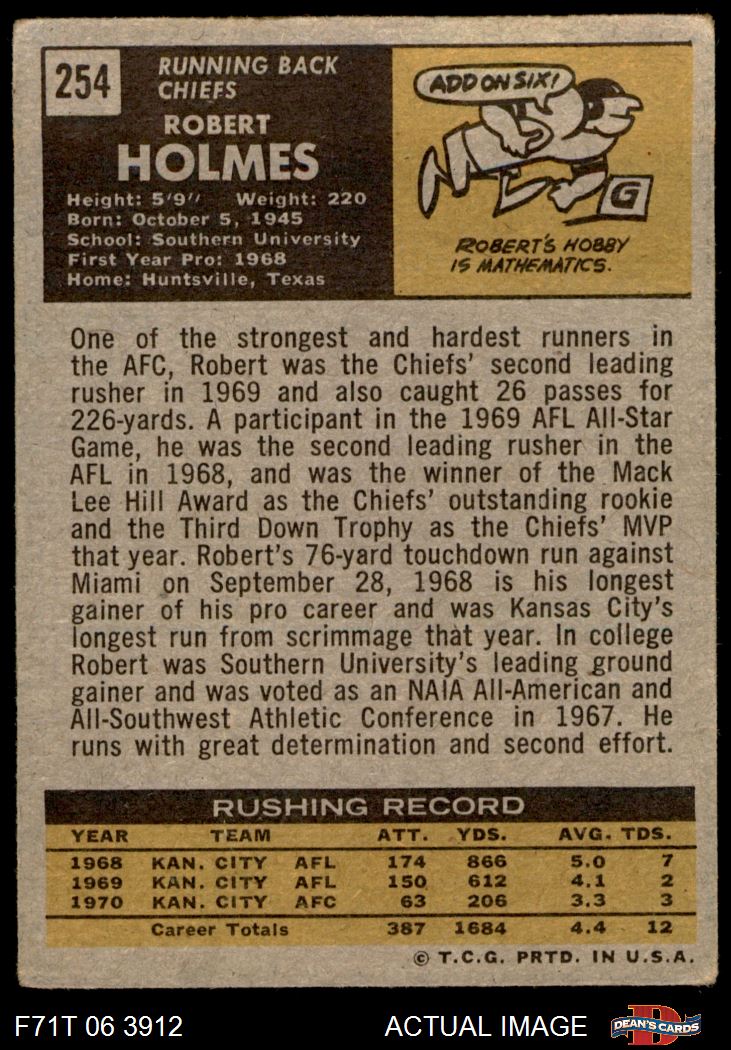 254
RUNNING BACK
CHIEFS
ROBERT
HOLMES
Height: 5'9" Weight: 220
Born: October 5, 1945
School: Southern University
First Year Pro: 1968
Home: Huntsville, Texas
ADD ON SIX!
G
ROBERT'S HOBBY
IS MATHEMATICS.
One of the strongest and hardest runners in
the AFC, Robert was the Chiefs' second leading
rusher in 1969 and also caught 26 passes for
226-yards. A participant in the 1969 AFL All-Star
Game, he was the second leading rusher in the
AFL in 1968, and was the winner of the Mack
Lee Hill Award as the Chiefs' outstanding rookie
and the Third Down Trophy as the Chiefs' MVP
that year. Robert's 76-yard touchdown run against
Miami on September 28, 1968 is his longest
gainer of his pro career and was Kansas City's
longest run from scrimmage that year. In college
Robert was Southern University's leading ground
gainer and was voted as an NAIA All-American and
All-Southwest Athletic Conference in 1967. He
runs with great determination and second effort.
RUSHING RECORD
YEAR TEAM ATT. YDS. AVG. TDS.
1968 KAN. CITY AFL 174 866 5.0 7
1969 KAN. CITY AFL 150 612 4.1 2
1970 KAN. CITY AFC 63 206 3.3 3
Career Totals 387 1684 4.4 12
© T.C.G. PRTD. IN U.S.A.
F71T 06 3912 ACTUAL IMAGE
D
DEAN'S CARDS